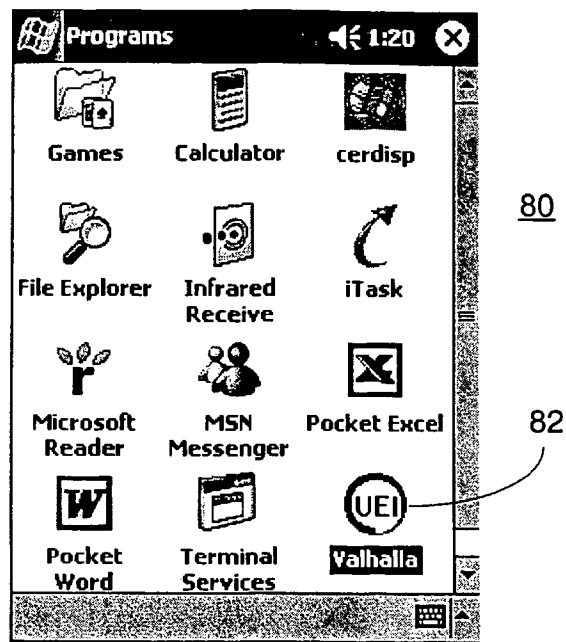 Programs 1:20
Games Calculator cerdisp
80
File Explorer Infrared Receive iTask
r
Microsoft Reader MSN Messenger Pocket Excel
82
W UEI
Pocket Word Terminal Services Valhalla